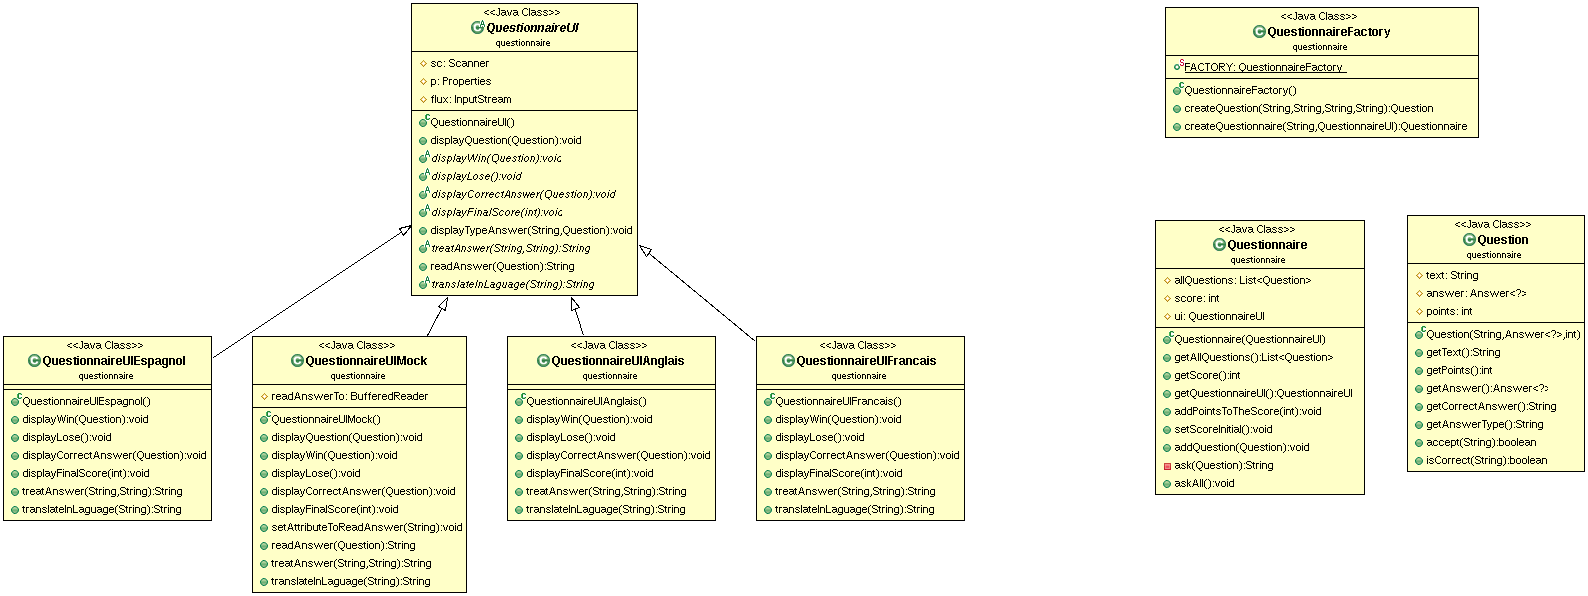 <<Java Class>>
QuestionnaireUI
questionnaire
sc: Scanner
p: Properties
flux: InputStream
QuestionnaireUI()
displayQuestion(Question):void
displayWin(Question):void
displayLose():void
displayCorrectAnswer(Question):void
displayFinalScore(int):void
displayTypeAnswer(String,Question):void
treatAnswer(String,String):String
readAnswer(Question):String
translateInLaguage(String):String
<<Java Class>>
QuestionnaireFactory
questionnaire
FACTORY: QuestionnaireFactory
QuestionnaireFactory()
createQuestion(String,String,String,String):Question
createQuestionnaire(String,QuestionnaireUI):Questionnaire
<<Java Class>>
Questionnaire
questionnaire
allQuestions: List<Question>
score: int
ui: QuestionnaireUI
Questionnaire(QuestionnaireUI)
getAllQuestions():List<Question>
getScore():int
getQuestionnaireUI():QuestionnaireUI
addPointsToTheScore(int):void
setScoreInitial():void
addQuestion(Question):void
ask(Question):String
askAll():void
<<Java Class>>
Question
questionnaire
text: String
answer: Answer<?>
points: int
Question(String,Answer<?>,int)
getText():String
getPoints():int
getAnswer():Answer<?>
getCorrectAnswer():String
getAnswerType():String
accept(String):boolean
isCorrect(String):boolean
<<Java Class>>
QuestionnaireUIEspagnol
questionnaire
QuestionnaireUIEspagnol()
displayWin(Question):void
displayLose():void
displayCorrectAnswer(Question):void
displayFinalScore(int):void
treatAnswer(String,String):String
translateInLaguage(String):String
<<Java Class>>
QuestionnaireUIMock
questionnaire
readAnswerTo: BufferedReader
QuestionnaireUIMock()
displayQuestion(Question):void
displayWin(Question):void
displayLose():void
displayCorrectAnswer(Question):void
displayFinalScore(int):void
setAttributeToReadAnswer(String):void
readAnswer(Question):String
treatAnswer(String,String):String
translateInLaguage(String):String
<<Java Class>>
QuestionnaireUIAnglais
questionnaire
QuestionnaireUIAnglais()
displayWin(Question):void
displayLose():void
displayCorrectAnswer(Question):void
displayFinalScore(int):void
treatAnswer(String,String):String
translateInLaguage(String):String
<<Java Class>>
QuestionnaireUIFrancais
questionnaire
QuestionnaireUIFrancais()
displayWin(Question):void
displayLose():void
displayCorrectAnswer(Question):void
displayFinalScore(int):void
treatAnswer(String,String):String
translateInLaguage(String):String